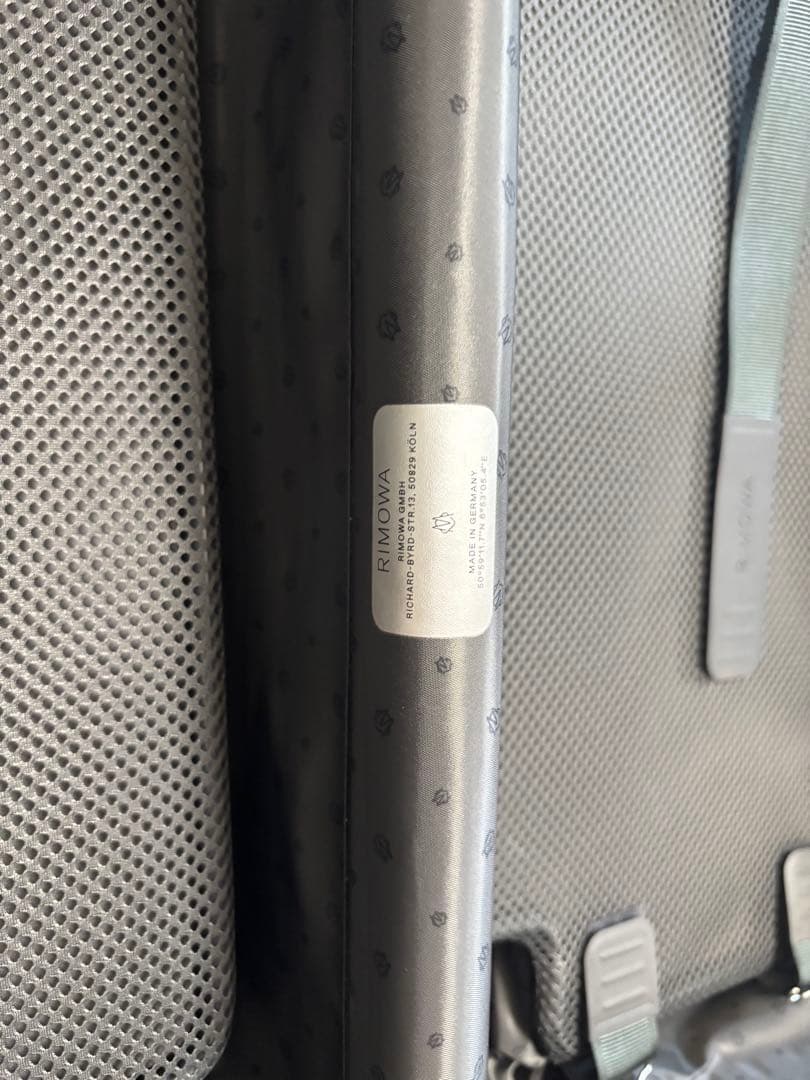 RIMOWA
RIMOWA GMBH
RICHARD-BYRD-STR.13, 50829 KÖLN
MADE IN GERMANY
50°59'11.7"N 6°53'05.4"E